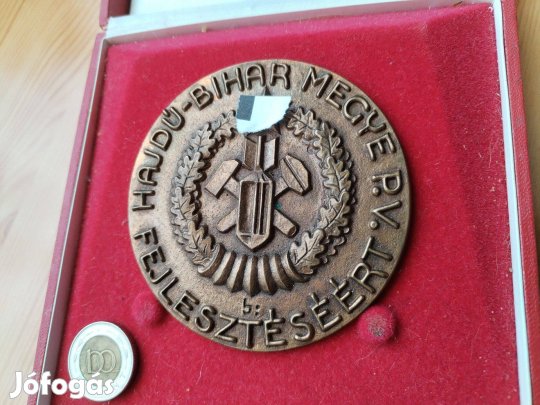 HAJDÚ-BIHAR MEGYE P.V.
FEJLESZTÉSÉÉRT
100
Jófogás